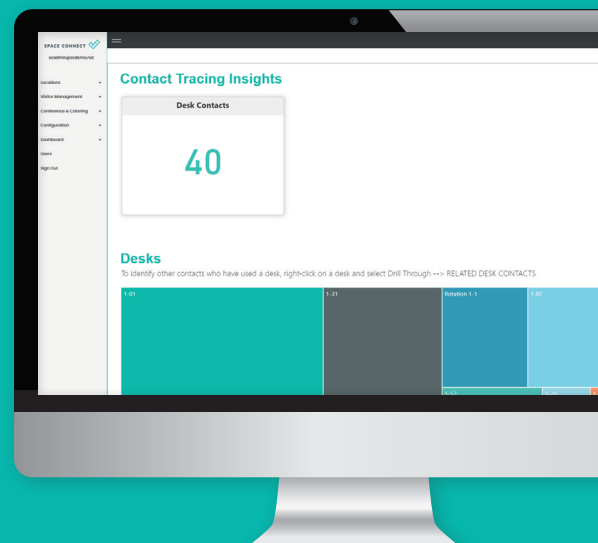 SPACE CONNECT
Locations
Visitor Management
Conference & Catering
Configuration
Dashboard
Users
Sign Out
Contact Tracing Insights
Desk Contacts
40
Desks
To identify other contacts who have used a desk, right-click on a desk and select Drill Through --> RELATED DESK CONTACTS
1-01
1-31
Rotation 1-1
1-07